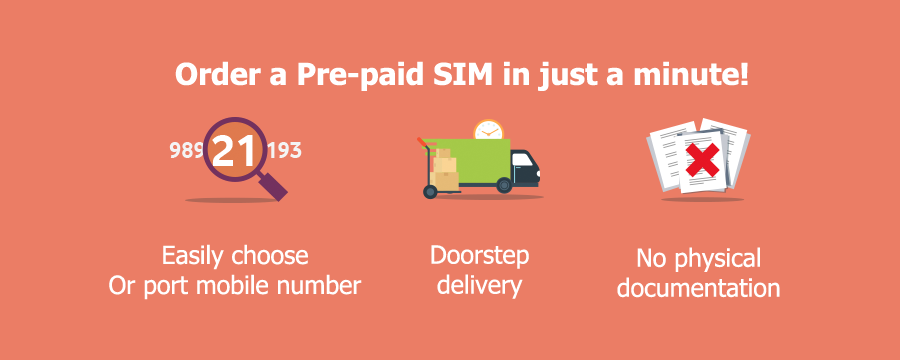 Order a Pre-paid SIM in just a minute!
989 21 193
Easily choose
Or port mobile number
Doorstep
delivery
No physical
documentation